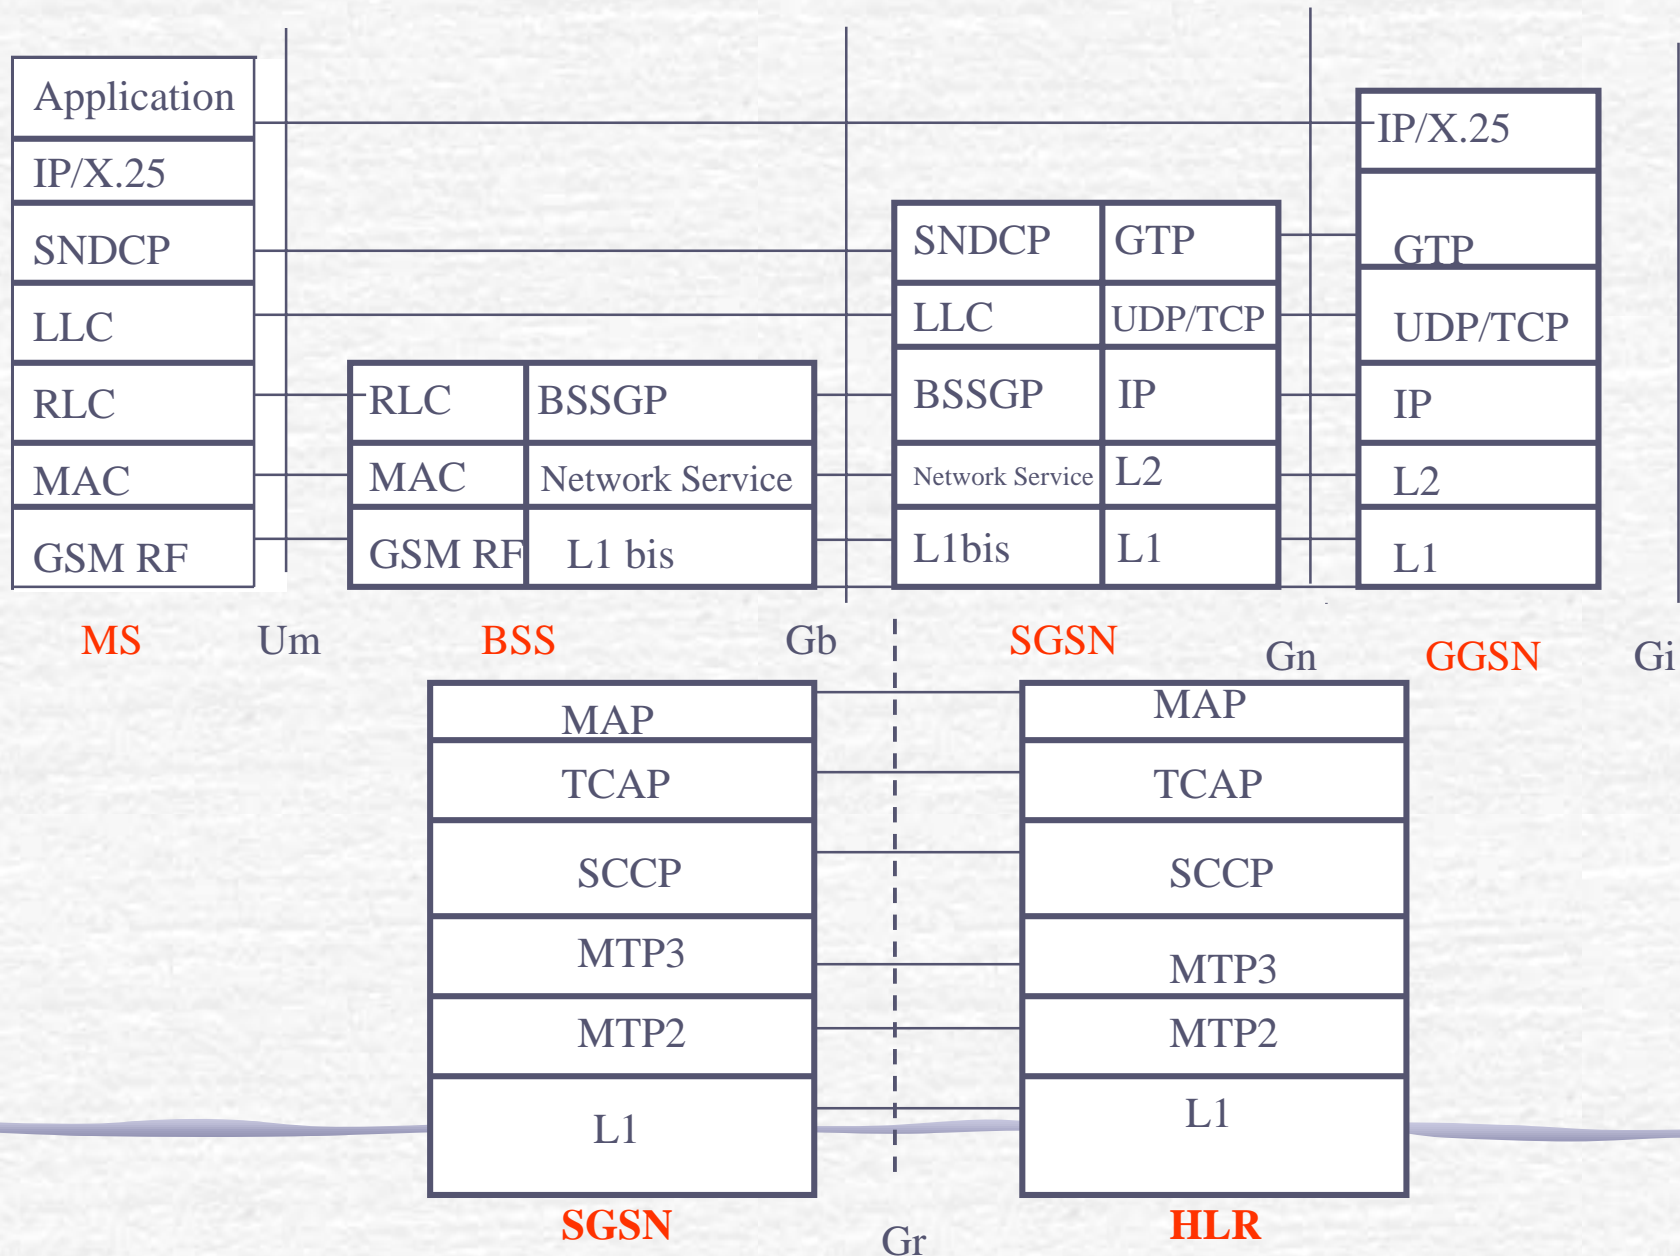 Application
IP/X.25
SNDCP
LLC
RLC
MAC
GSM RF
RLC BSSGP
MAC Network Service
GSM RF L1 bis
SNDCP GTP
LLC UDP/TCP
BSSGP IP
Network Service L2
L1bis L1
IP/X.25
GTP
UDP/TCP
IP
L2
L1
MS Um BSS Gb SGSN Gn GGSN Gi
MAP
TCAP
SCCP
MTP3
MTP2
L1
SGSN
MAP
TCAP
SCCP
MTP3
MTP2
L1
HLR
Gr